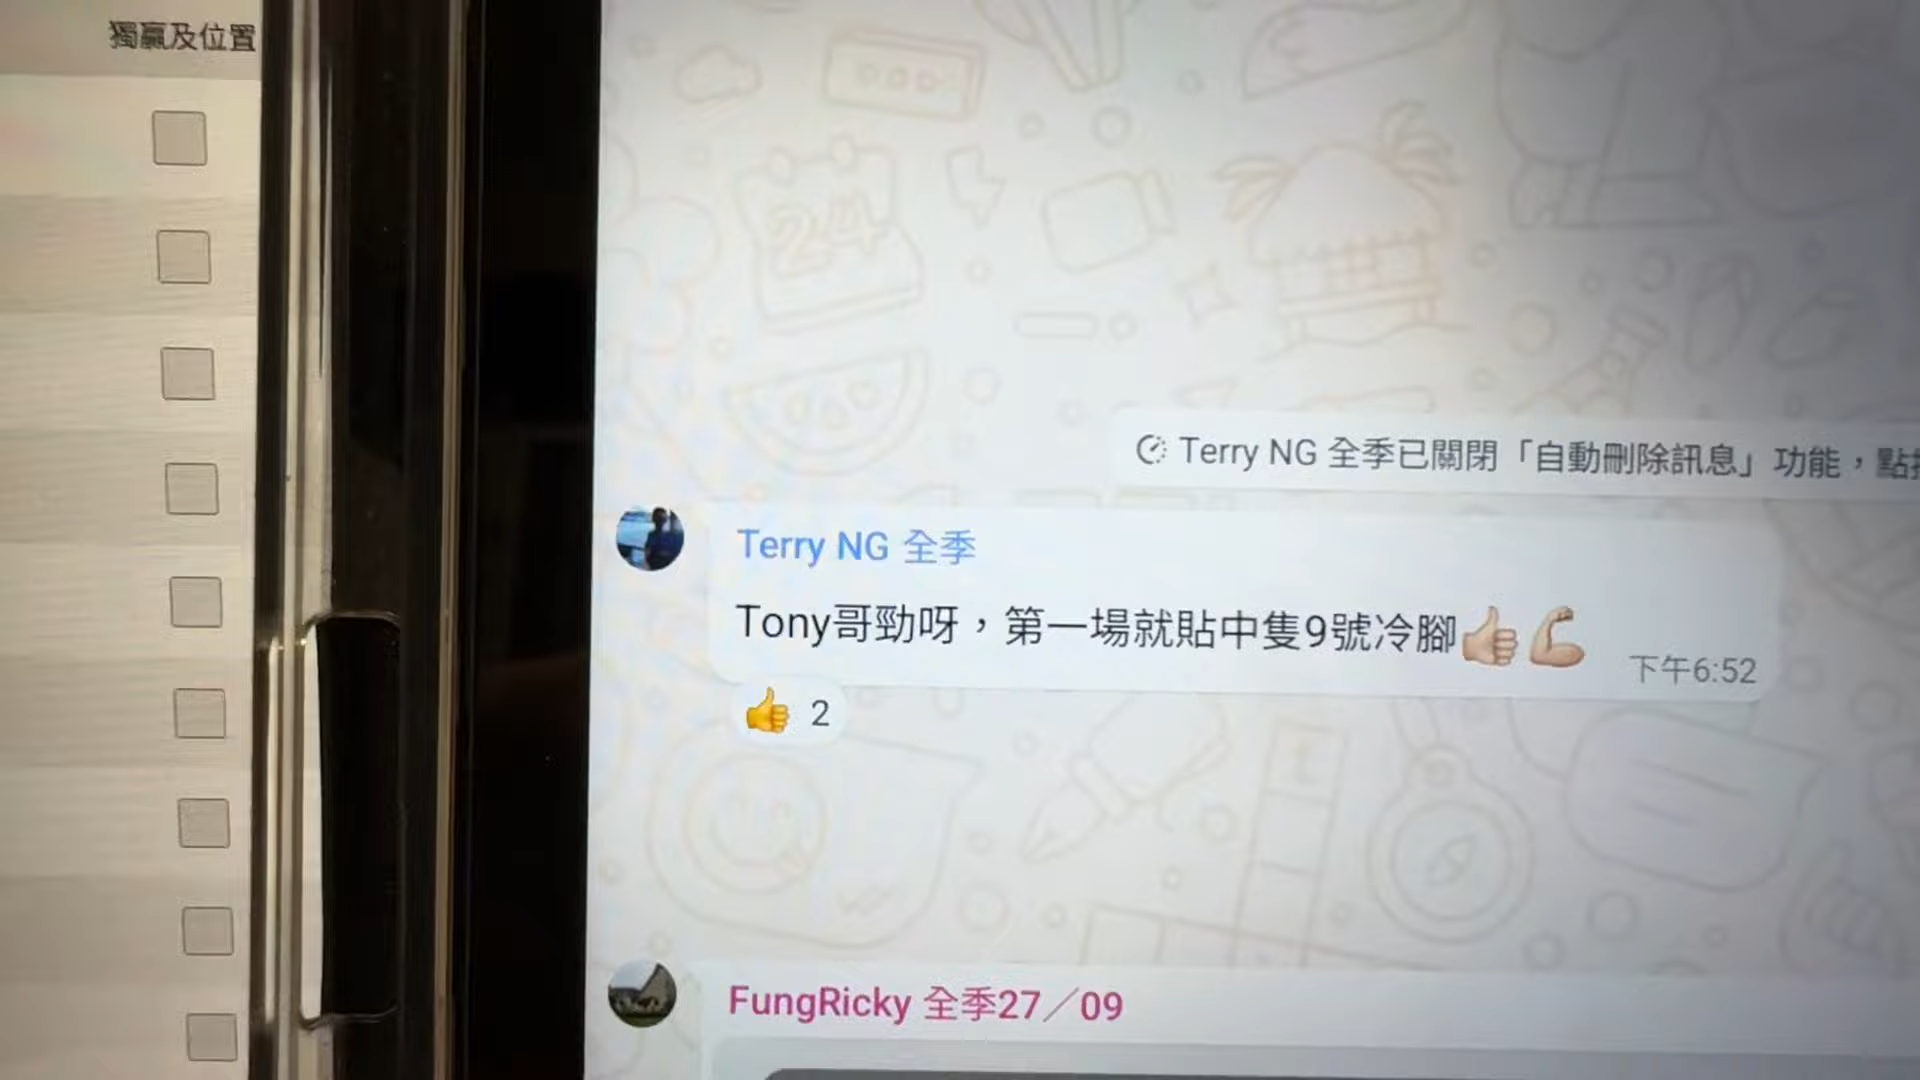 獨贏及位置
Terry NG 全季已關閉「自動刪除訊息」功能，點
Terry NG 全季
Tony哥勁呀，第一場就貼中隻9號冷腳👍🏻💪🏻
下午6:52
👍 2
FungRicky 全季27／09